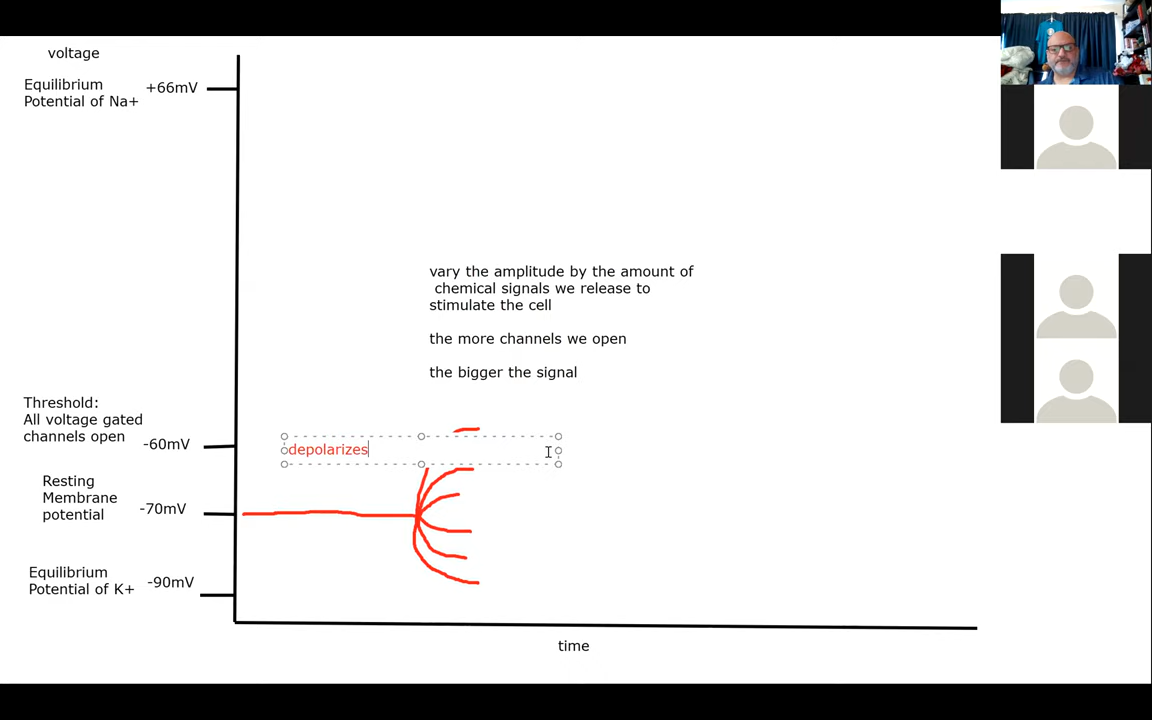 voltage
Equilibrium
Potential of Na+
+66mV
vary the amplitude by the amount of
chemical signals we release to
stimulate the cell
the more channels we open
the bigger the signal
Threshold:
All voltage gated
channels open
-60mV
depolarizes
Resting
Membrane
potential
-70mV
Equilibrium
Potential of K+
-90mV
time